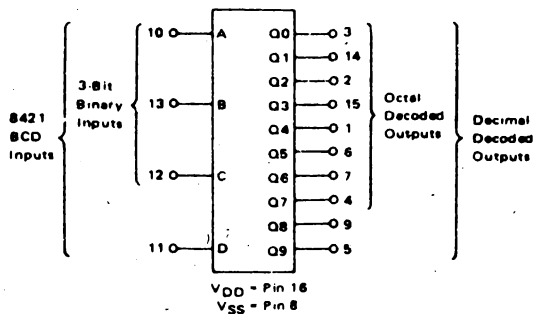 10 A Q0 3
Q1 14
Q2 2
3-Bit
Binary
Inputs
13 B Q3 15
Octal
Decoded
Outputs
8421
BCD
Inputs
Q4 1
Decimal
Decoded
Outputs
Q5 6
12 C Q6 7
Q7 4
Q8 9
11 D Q9 5
VDD = Pin 16
VSS = Pin 8